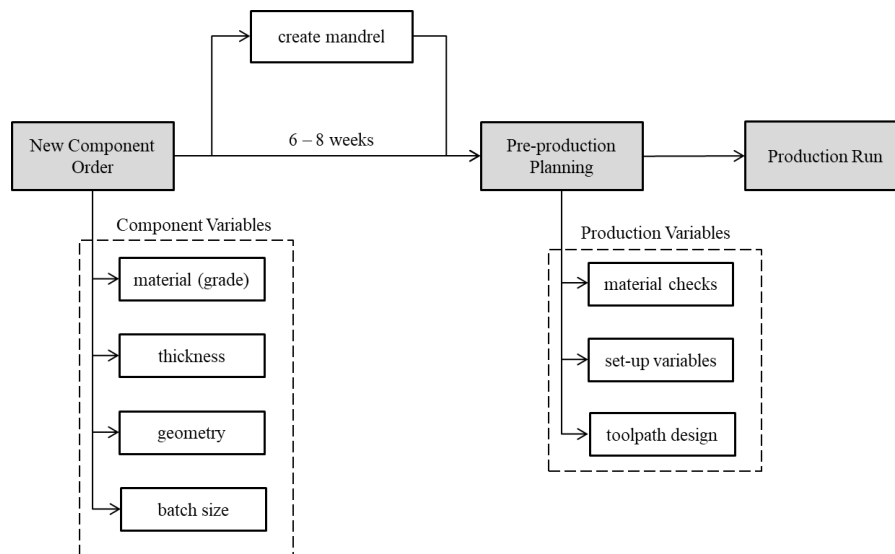 create mandrel
New Component
Order
6 – 8 weeks
Pre-production
Planning
Production Run
Component Variables
material (grade)
thickness
geometry
batch size
Production Variables
material checks
set-up variables
toolpath design